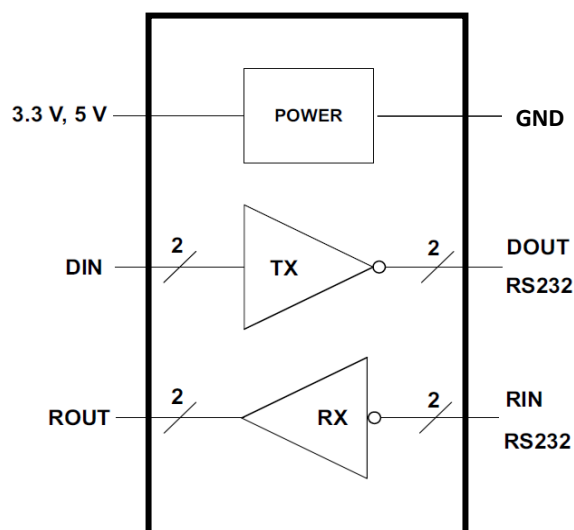 3.3 V, 5 V
POWER
GND
DIN
2
TX
2
DOUT
RS232
ROUT
2
RX
2
RIN
RS232